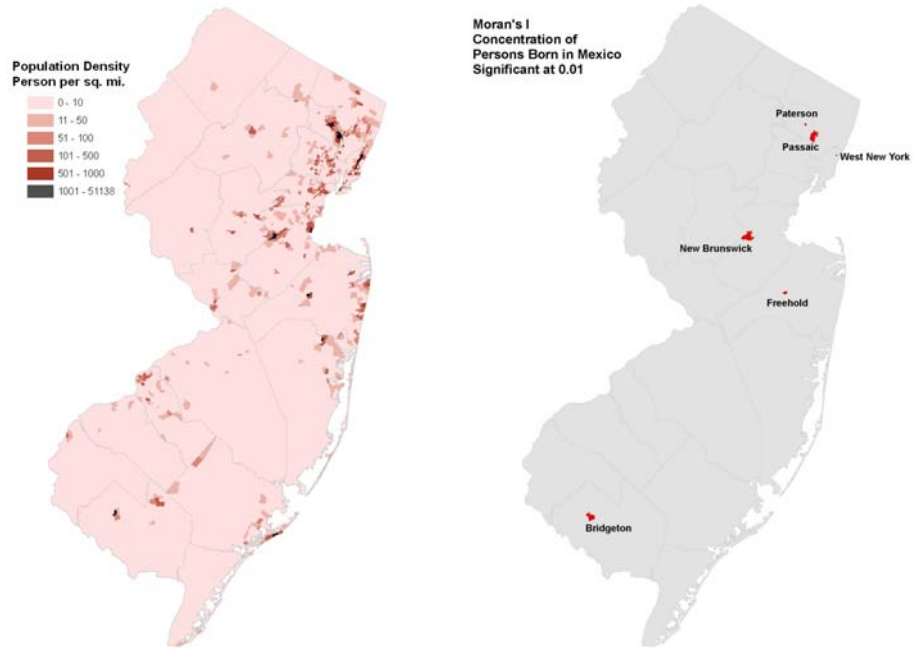 Population Density
Person per sq. mi.
0 - 10
11 - 50
51 - 100
101 - 500
501 - 1000
1001 - 51138
Moran's I
Concentration of
Persons Born in Mexico
Significant at 0.01
Paterson
Passaic
West New York
New Brunswick
Freehold
Bridgeton